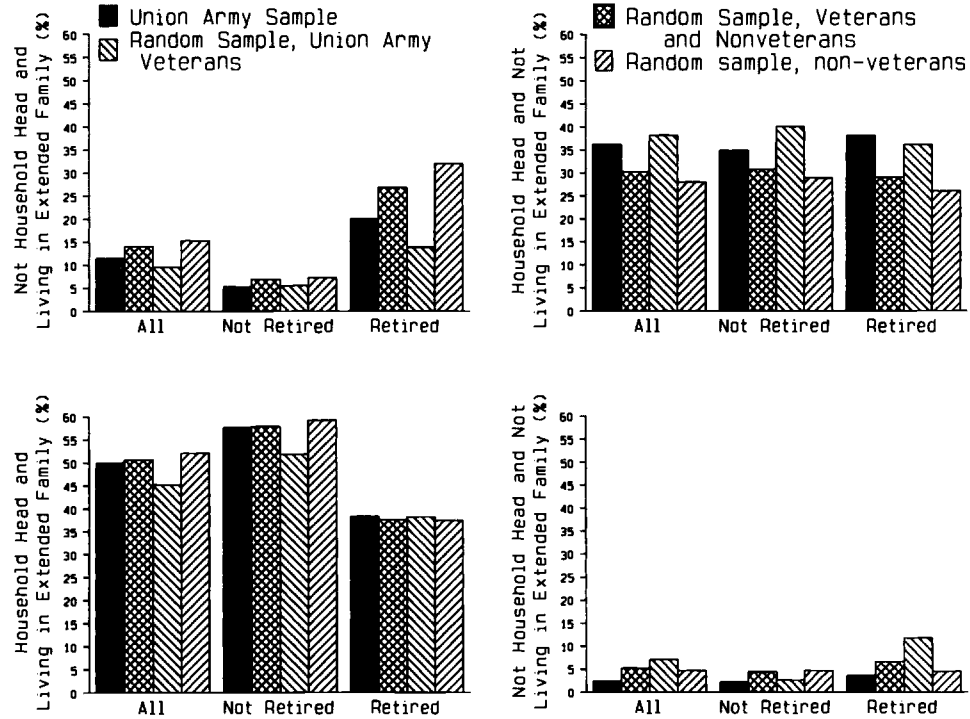 Union Army Sample
Random Sample, Union Army
Veterans
Random Sample, Veterans
and Nonveterans
Random sample, non-veterans
Not Household Head and
Living in Extended Family (%)
60
55
50
45
40
35
30
25
20
15
10
5
0
All Not Retired Retired
Household Head and Not
Living in Extended Family (%)
60
55
50
45
40
35
30
25
20
15
10
5
0
All Not Retired Retired
Household Head and
Living in Extended Family (%)
60
55
50
45
40
35
30
25
20
15
10
5
0
All Not Retired Retired
Not Household Head and Not
Living in Extended Family (%)
60
55
50
45
40
35
30
25
20
15
10
5
0
All Not Retired Retired